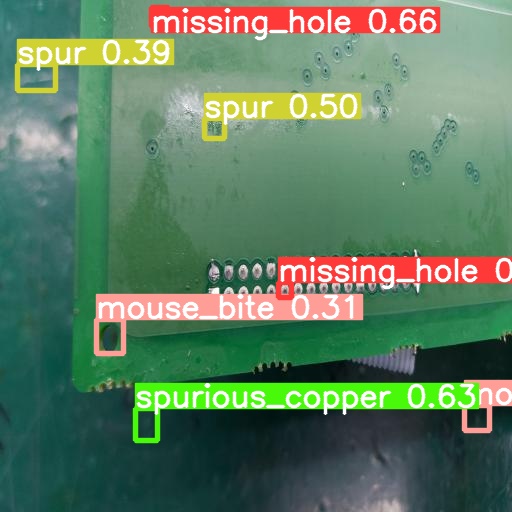 missing_hole 0.66
spur 0.39
spur 0.50
missing_hole 0
mouse_bite 0.31
spurious_copper 0.63